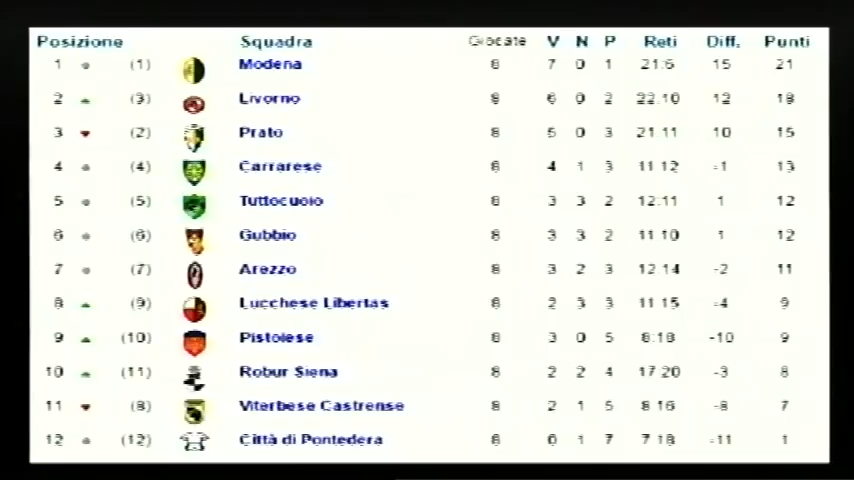 Posizione Squadra Giocate V N P Reti Diff. Punti
1 (1) Modena 8 7 0 1 21:6 15 21
2 (3) Livorno 8 6 0 2 22:10 12 18
3 (2) Prato 8 5 0 3 21:11 10 15
4 (4) Carrarese 8 4 1 3 11:12 -1 13
5 (5) Tuttocuoio 8 3 3 2 12:11 1 12
6 (6) Gubbio 8 3 3 2 11:10 1 12
7 (7) Arezzo 8 3 2 3 12:14 -2 11
8 (9) Lucchese Libertas 8 2 3 3 11:15 -4 9
9 (10) Pistoiese 8 3 0 5 8:18 -10 9
10 (11) Robur Siena 8 2 2 4 17:20 -3 8
11 (8) Viterbese Castrense 8 2 1 5 8:16 -8 7
12 (12) Città di Pontedera 8 0 1 7 7:18 -11 1